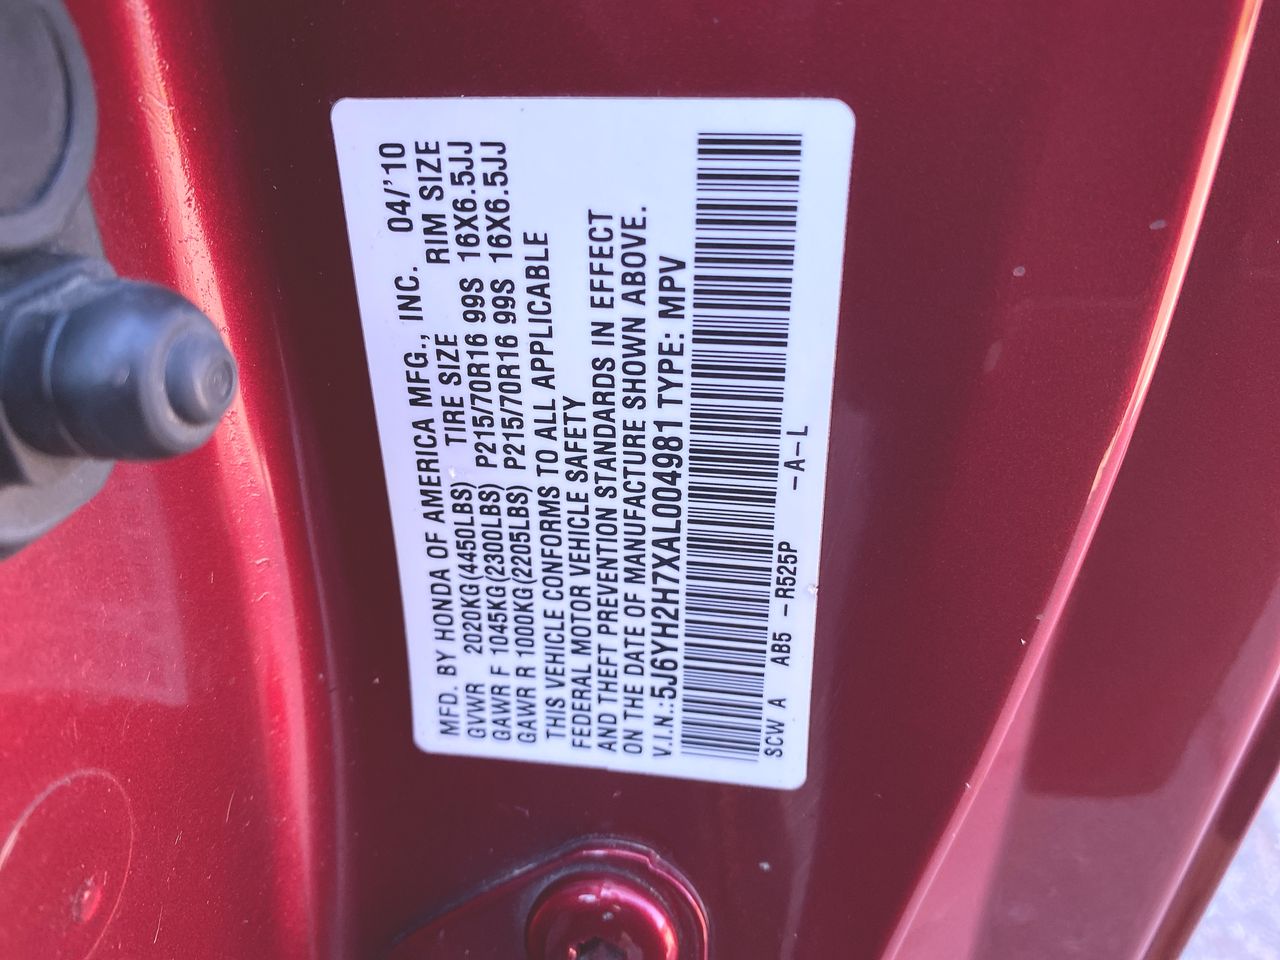 MFD. BY HONDA OF AMERICA MFG., INC. 04/'10
GVWR 2020KG(4450LBS) TIRE SIZE RIM SIZE
GAWR F 1045KG(2300LBS) P215/70R16 99S 16X6.5JJ
GAWR R 1000KG(2205LBS) P215/70R16 99S 16X6.5JJ
THIS VEHICLE CONFORMS TO ALL APPLICABLE
FEDERAL MOTOR VEHICLE SAFETY
AND THEFT PREVENTION STANDARDS IN EFFECT
ON THE DATE OF MANUFACTURE SHOWN ABOVE.
V.I.N.:5J6YH2H7XAL004981 TYPE: MPV
SCW A AB5 -R525P -A-L